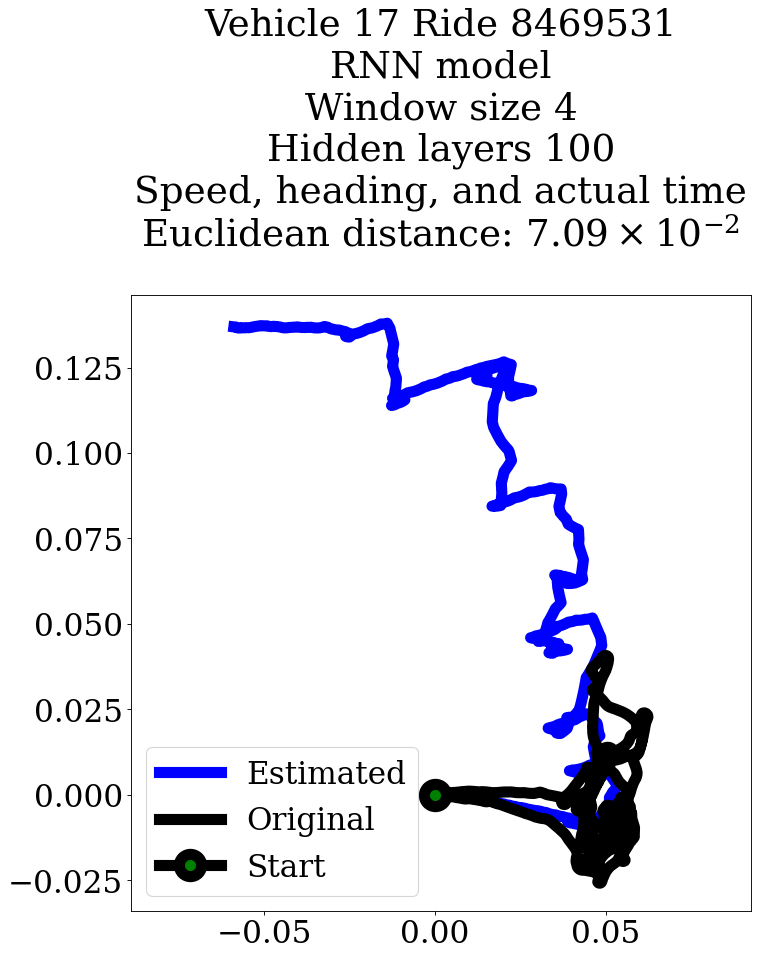 Vehicle 17 Ride 8469531
RNN model
Window size 4
Hidden layers 100
Speed, heading, and actual time
Euclidean distance: 7.09 × 10⁻²
0.125
0.100
0.075
0.050
0.025
0.000
−0.025
Estimated
Original
Start
−0.05
0.00
0.05